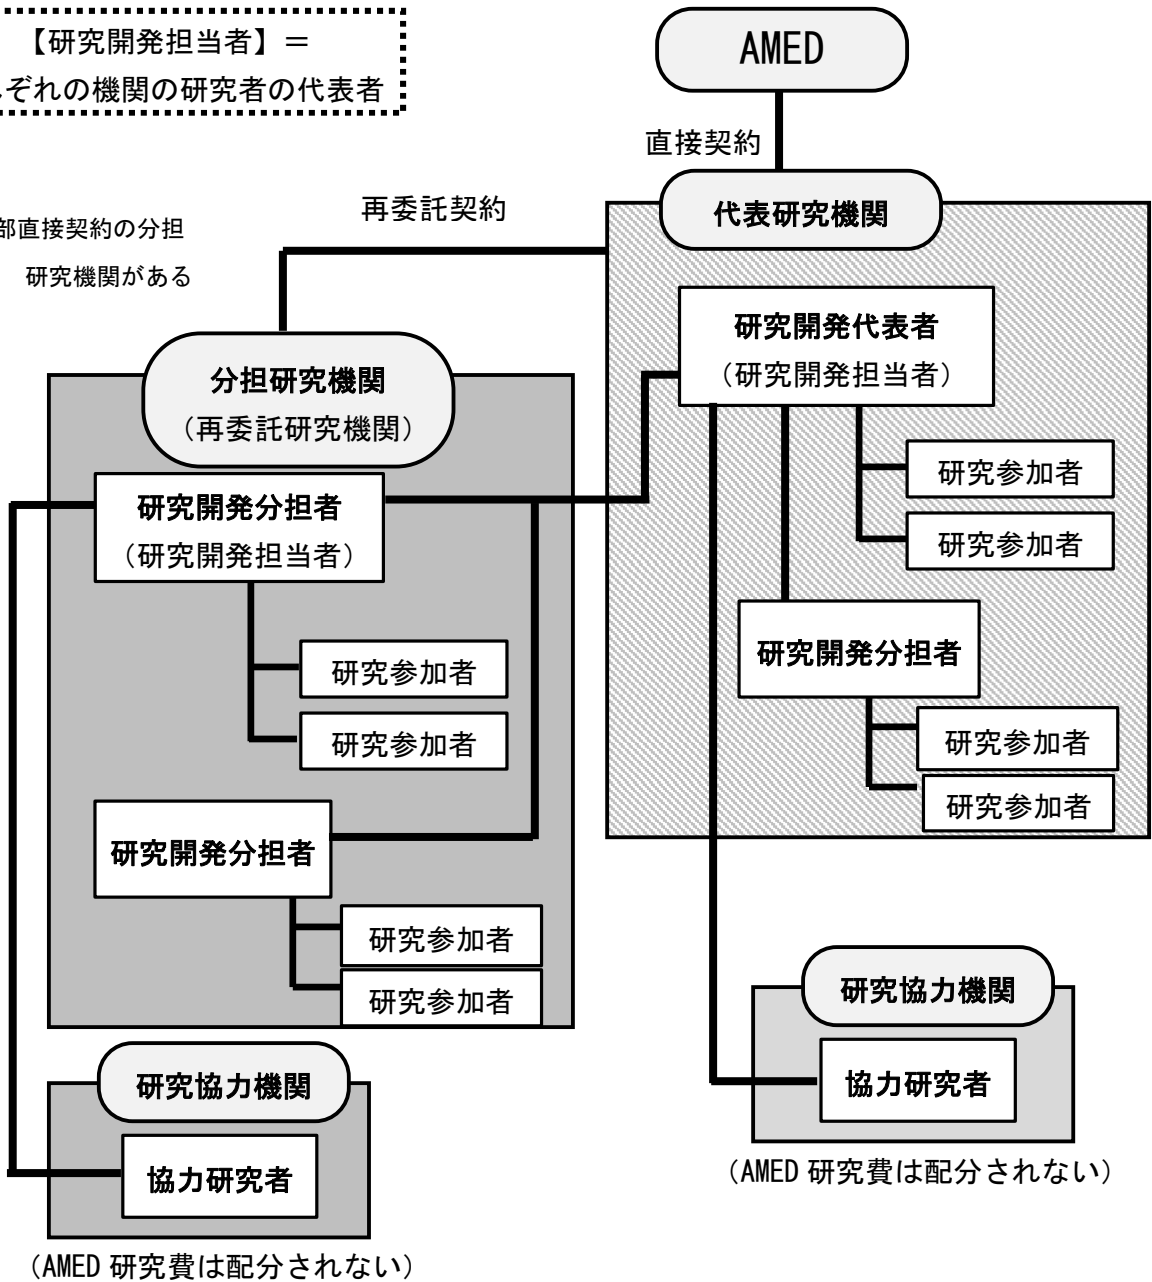 【研究開発担当者】＝
ぞれの機関の研究者の代表者
AMED
直接契約
再委託契約
部直接契約の分担
研究機関がある
代表研究機関
研究開発代表者
（研究開発担当者）
研究参加者
研究参加者
研究開発分担者
研究参加者
研究参加者
分担研究機関
（再委託研究機関）
研究開発分担者
（研究開発担当者）
研究参加者
研究参加者
研究開発分担者
研究参加者
研究参加者
研究協力機関
協力研究者
（AMED 研究費は配分されない）
研究協力機関
協力研究者
（AMED 研究費は配分されない）